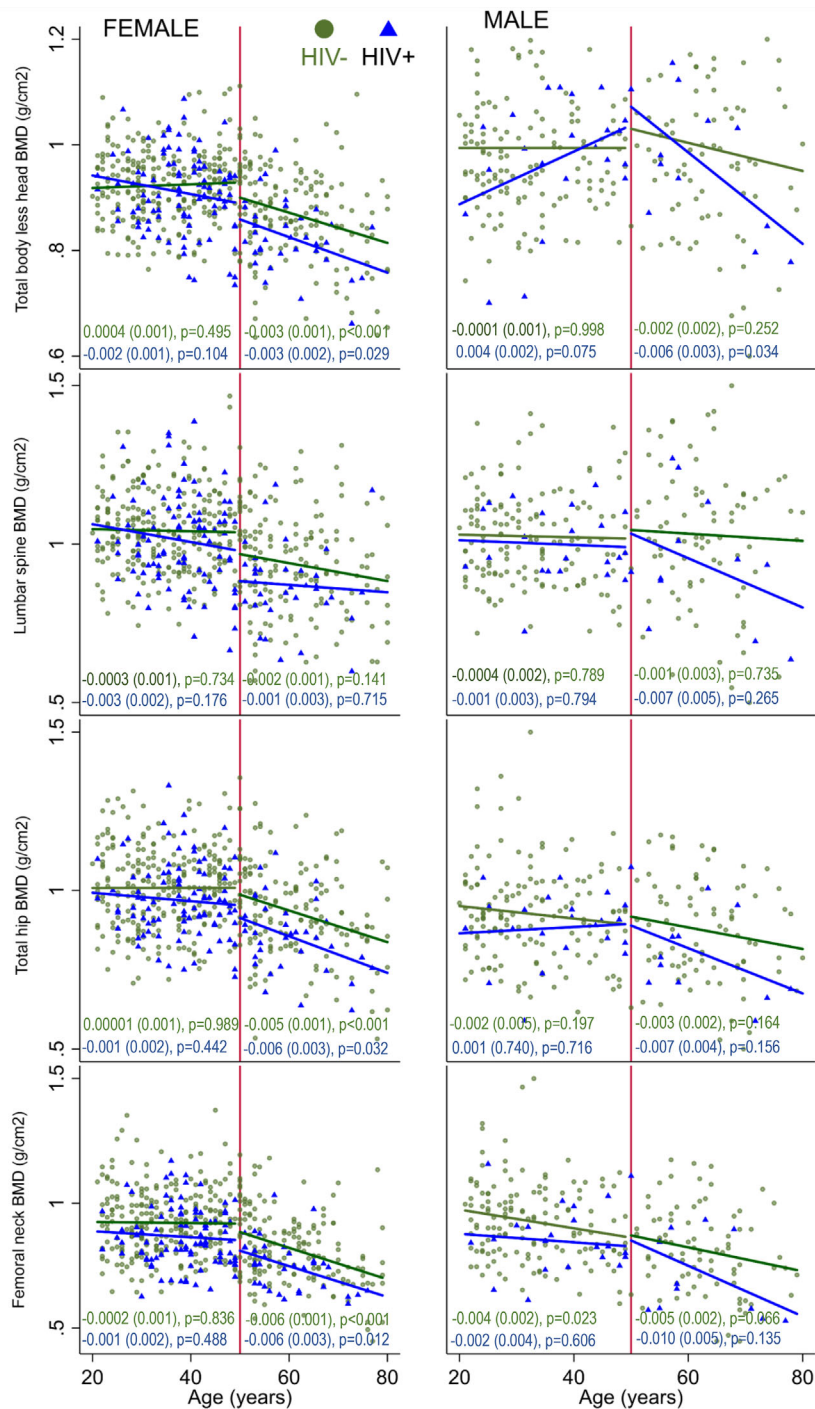 FEMALE
MALE
HIV-
HIV+
Total body less head BMD (g/cm2)
1.2
1
.8
.6
0.0004 (0.001), p=0.495
-0.002 (0.001), p=0.104
-0.003 (0.001), p<0.001
-0.003 (0.002), p=0.029
-0.0001 (0.001), p=0.998
0.004 (0.002), p=0.075
-0.002 (0.002), p=0.252
-0.006 (0.003), p=0.034
Lumbar spine BMD (g/cm2)
1.5
1
.5
-0.0003 (0.001), p=0.734
-0.003 (0.002), p=0.176
-0.002 (0.001), p=0.141
-0.001 (0.003), p=0.715
-0.0004 (0.002), p=0.789
-0.001 (0.003), p=0.794
-0.001 (0.003), p=0.735
-0.007 (0.005), p=0.265
Total hip BMD (g/cm2)
1.5
1
.5
0.00001 (0.001), p=0.989
-0.001 (0.002), p=0.442
-0.005 (0.001), p<0.001
-0.006 (0.003), p=0.032
-0.002 (0.005), p=0.197
0.001 (0.740), p=0.716
-0.003 (0.002), p=0.164
-0.007 (0.004), p=0.156
Femoral neck BMD (g/cm2)
1.5
1
.5
-0.0002 (0.001), p=0.836
-0.001 (0.002), p=0.488
-0.006 (0.001), p<0.001
-0.006 (0.003), p=0.012
-0.004 (0.002), p=0.023
-0.002 (0.004), p=0.606
-0.005 (0.002), p=0.066
-0.010 (0.005), p=0.135
20 40 60 80
Age (years)
20 40 60 80
Age (years)